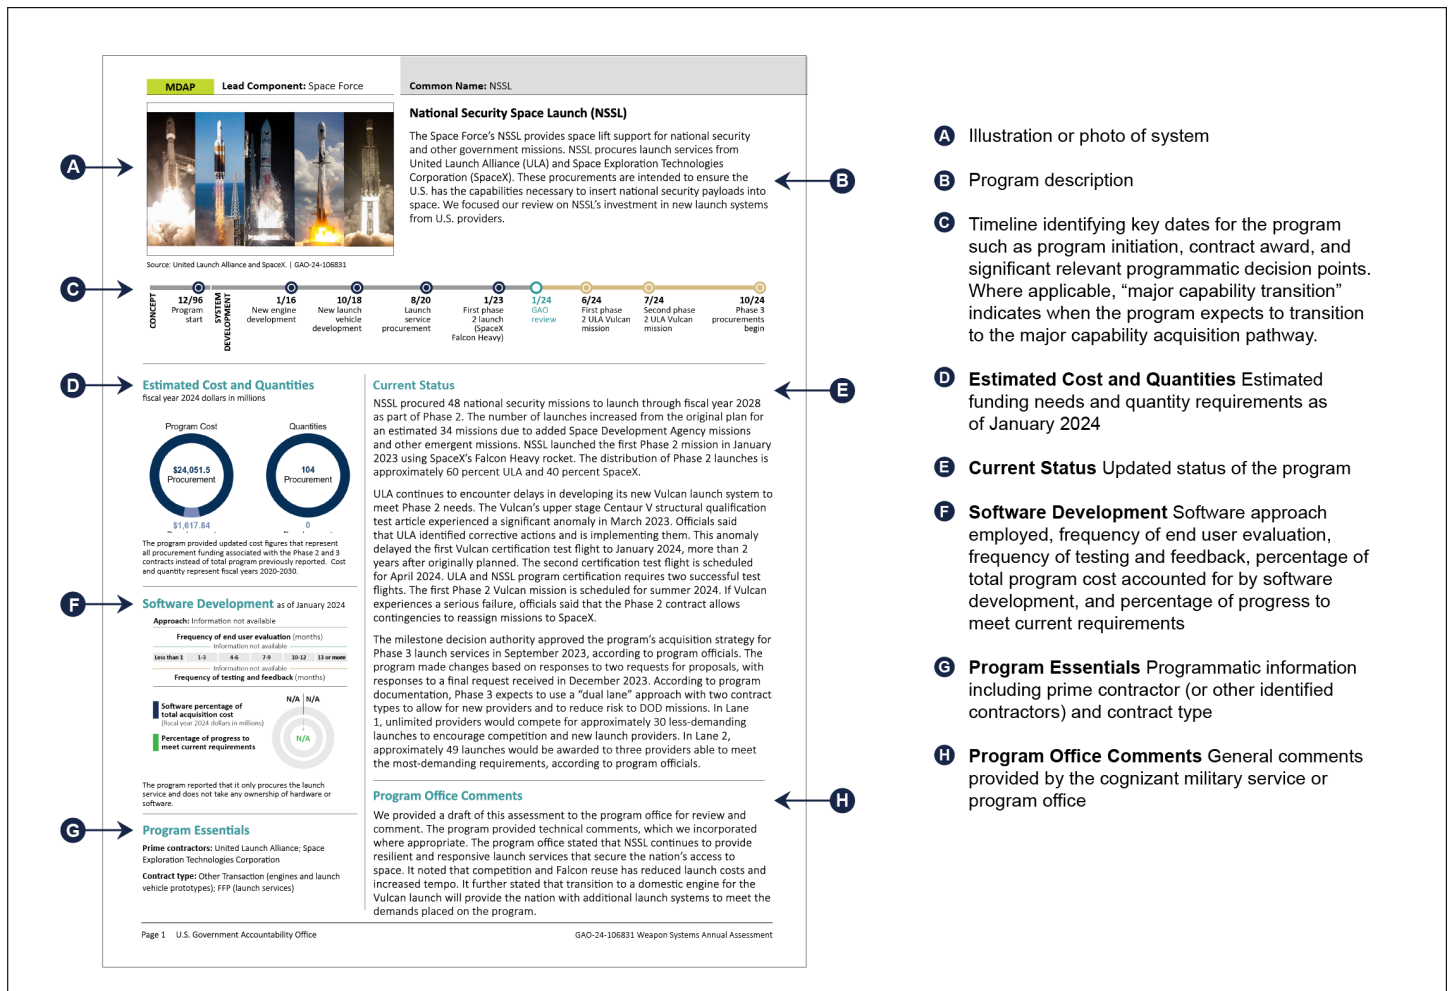 MDAP
Lead Component: Space Force
Common Name: NSSL
National Security Space Launch (NSSL)
The Space Force's NSSL provides space lift support for national security
and other government missions. NSSL procures launch services from
United Launch Alliance (ULA) and Space Exploration Technologies
Corporation (SpaceX). These procurements are intended to ensure the
U.S. has the capabilities necessary to insert national security payloads into
space. We focused our review on NSSL's investment in new launch systems
from U.S. providers.
A
B
Source: United Launch Alliance and SpaceX. | GAO-24-106831
C
CONCEPT
12/96
Program
start
SYSTEM
DEVELOPMENT
1/16
New engine
development
10/18
New launch
vehicle
development
8/20
Launch
service
procurement
1/23
First phase
2 launch
(SpaceX
Falcon Heavy)
1/24
GAO
review
6/24
First phase
2 ULA Vulcan
mission
7/24
Second phase
2 ULA Vulcan
mission
10/24
Phase 3
procurements
begin
D
Estimated Cost and Quantities
fiscal year 2024 dollars in millions
Program Cost
Quantities
$24,051.5
Procurement
104
Procurement
$1,617.84
0
The program provided updated cost figures that represent
all procurement funding associated with the Phase 2 and 3
contracts instead of total program previously reported. Cost
and quantity represent fiscal years 2020-2030.
F
Software Development as of January 2024
Approach: Information not available
Frequency of end user evaluation (months)
Information not available
Less than 1 1-3 4-6 7-9 10-12 13 or more
Information not available
Frequency of testing and feedback (months)
N/A N/A
Software percentage of
total acquisition cost
(fiscal year 2024 dollars in millions)
Percentage of progress to
meet current requirements
N/A
The program reported that it only procures the launch
service and does not take any ownership of hardware or
software.
G
Program Essentials
Prime contractors: United Launch Alliance; Space
Exploration Technologies Corporation
Contract type: Other Transaction (engines and launch
vehicle prototypes); FFP (launch services)
Current Status
E
NSSL procured 48 national security missions to launch through fiscal year 2028
as part of Phase 2. The number of launches increased from the original plan for
an estimated 34 missions due to added Space Development Agency missions
and other emergent missions. NSSL launched the first Phase 2 mission in January
2023 using SpaceX's Falcon Heavy rocket. The distribution of Phase 2 launches is
approximately 60 percent ULA and 40 percent SpaceX.
ULA continues to encounter delays in developing its new Vulcan launch system to
meet Phase 2 needs. The Vulcan's upper stage Centaur V structural qualification
test article experienced a significant anomaly in March 2023. Officials said
that ULA identified corrective actions and is implementing them. This anomaly
delayed the first Vulcan certification test flight to January 2024, more than 2
years after originally planned. The second certification test flight is scheduled
for April 2024. ULA and NSSL program certification requires two successful test
flights. The first Phase 2 Vulcan mission is scheduled for summer 2024. If Vulcan
experiences a serious failure, officials said that the Phase 2 contract allows
contingencies to reassign missions to SpaceX.
The milestone decision authority approved the program's acquisition strategy for
Phase 3 launch services in September 2023, according to program officials. The
program made changes based on responses to two requests for proposals, with
responses to a final request received in December 2023. According to program
documentation, Phase 3 expects to use a "dual lane" approach with two contract
types to allow for new providers and to reduce risk to DOD missions. In Lane
1, unlimited providers would compete for approximately 30 less-demanding
launches to encourage competition and new launch providers. In Lane 2,
approximately 49 launches would be awarded to three providers able to meet
the most-demanding requirements, according to program officials.
Program Office Comments
H
We provided a draft of this assessment to the program office for review and
comment. The program provided technical comments, which we incorporated
where appropriate. The program office stated that NSSL continues to provide
resilient and responsive launch services that secure the nation's access to
space. It noted that competition and Falcon reuse has reduced launch costs and
increased tempo. It further stated that transition to a domestic engine for the
Vulcan launch will provide the nation with additional launch systems to meet the
demands placed on the program.
Page 1 U.S. Government Accountability Office
GAO-24-106831 Weapon Systems Annual Assessment
A Illustration or photo of system
B Program description
C Timeline identifying key dates for the program
such as program initiation, contract award, and
significant relevant programmatic decision points.
Where applicable, "major capability transition"
indicates when the program expects to transition
to the major capability acquisition pathway.
D Estimated Cost and Quantities Estimated
funding needs and quantity requirements as
of January 2024
E Current Status Updated status of the program
F Software Development Software approach
employed, frequency of end user evaluation,
frequency of testing and feedback, percentage of
total program cost accounted for by software
development, and percentage of progress to
meet current requirements
G Program Essentials Programmatic information
including prime contractor (or other identified
contractors) and contract type
H Program Office Comments General comments
provided by the cognizant military service or
program office